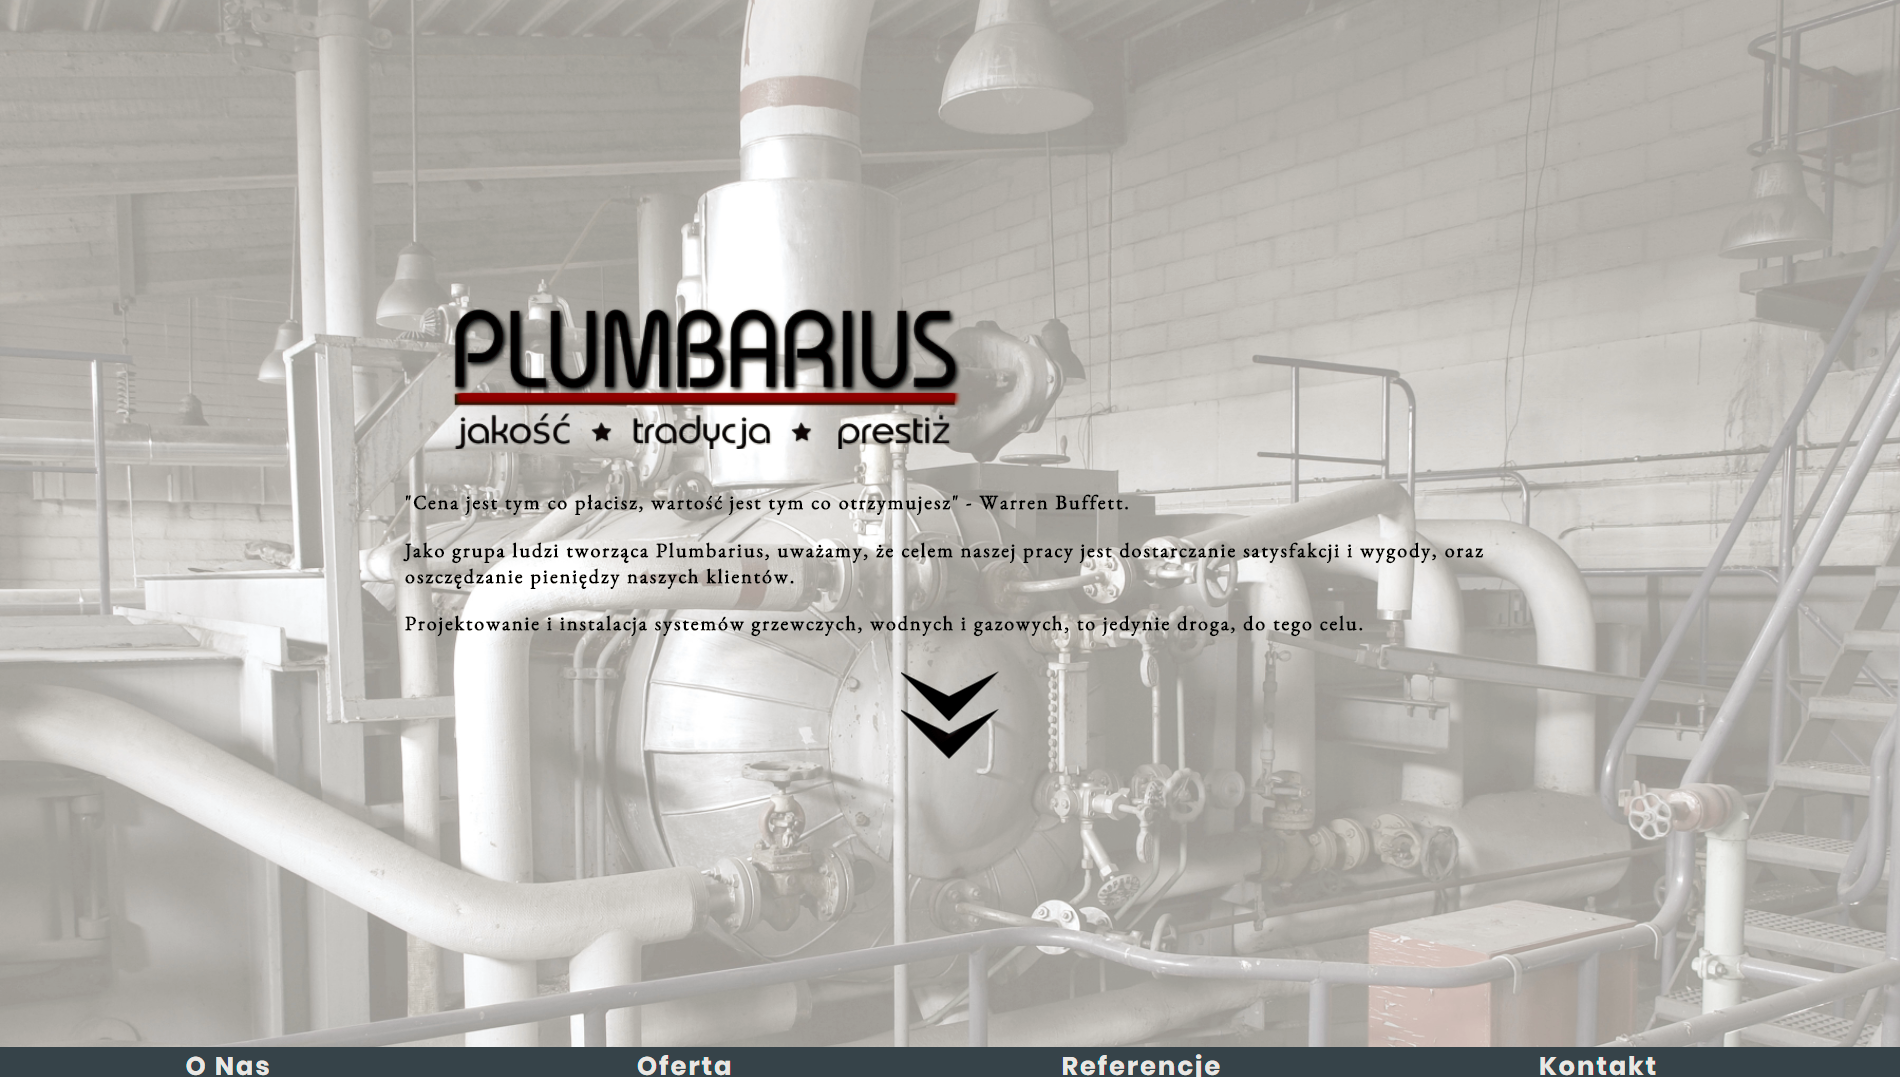 PLUMBARIUS
jakość ★ tradycja ★ prestiż
"Cena jest tym co płacisz, wartość jest tym co otrzymujesz" - Warren Buffett.
Jako grupa ludzi tworząca Plumbarius, uważamy, że celem naszej pracy jest dostarczanie satysfakcji i wygody, oraz
oszczędzanie pieniędzy naszych klientów.
Projektowanie i instalacja systemów grzewczych, wodnych i gazowych, to jedynie droga, do tego celu.
O Nas Oferta Referencje Kontakt